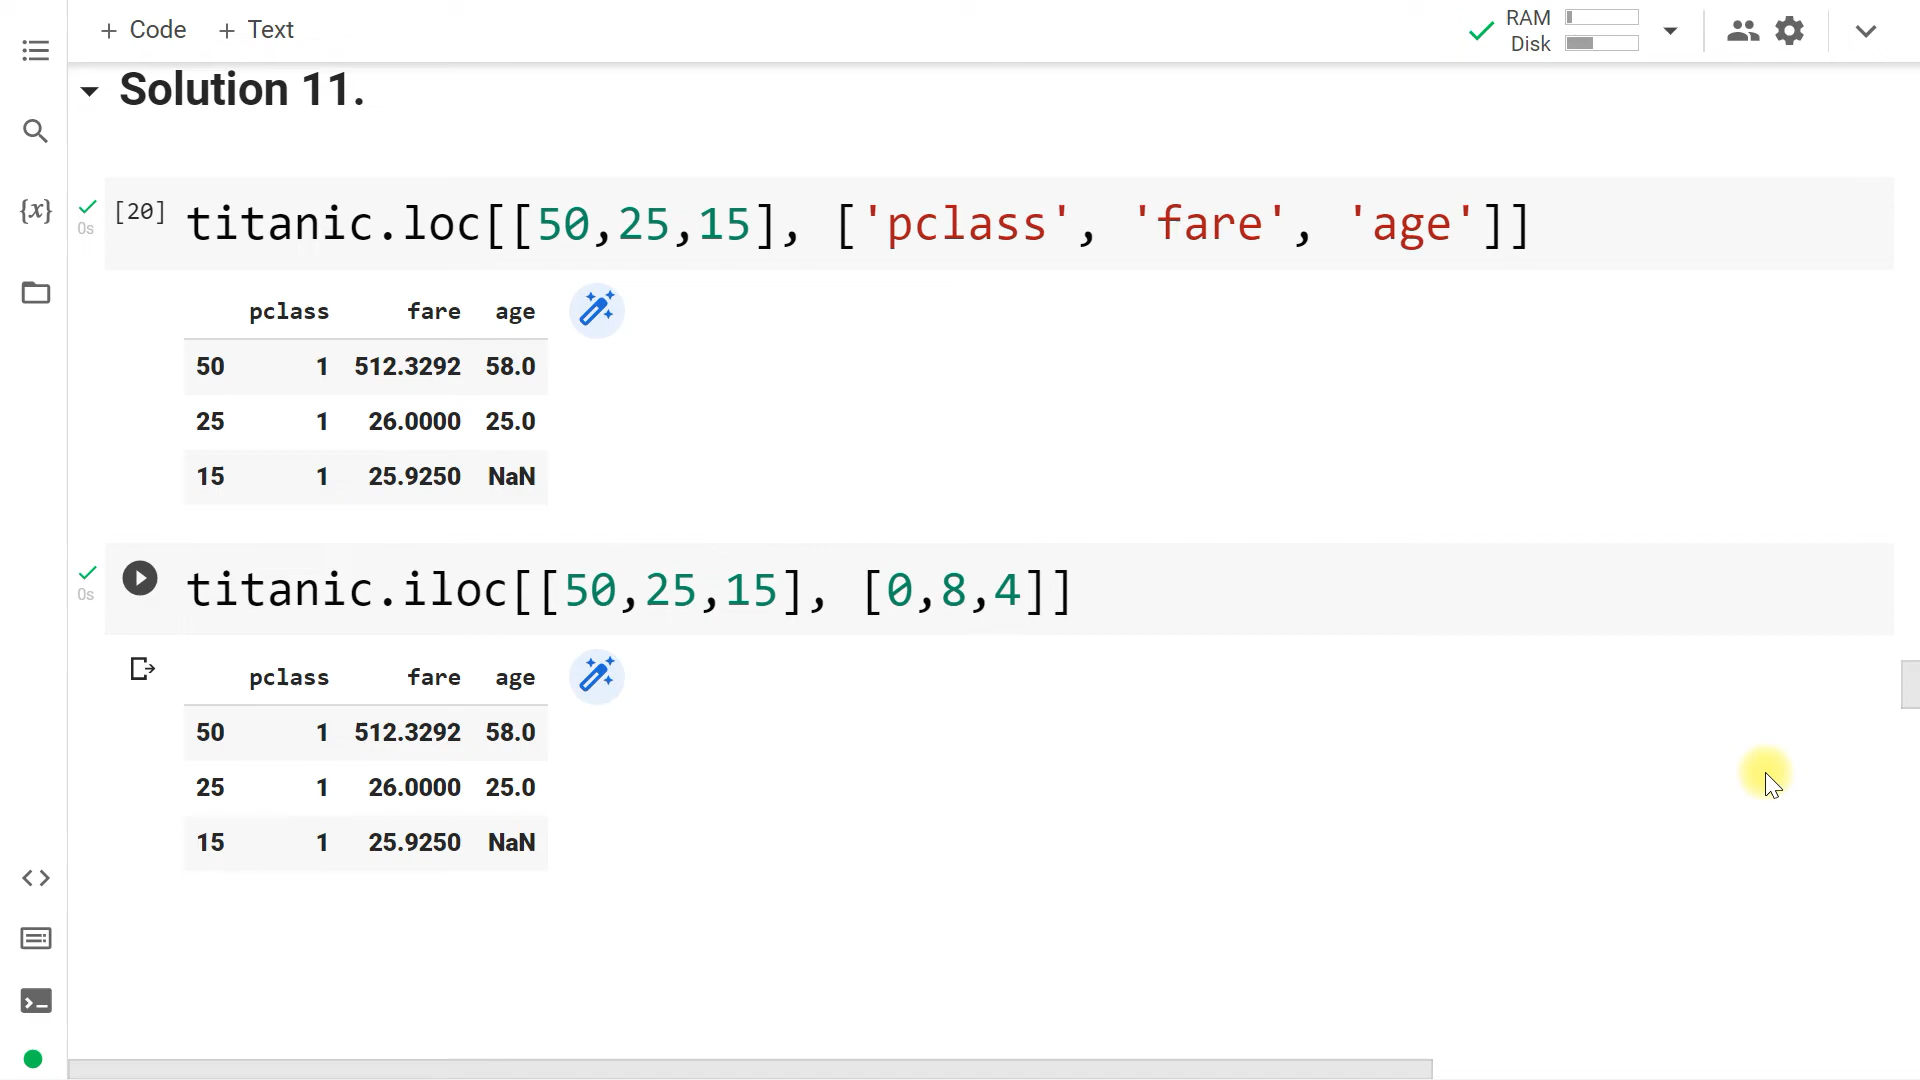 + Code + Text
RAM
Disk
Solution 11.
{x}
0s
[20] titanic.loc[[50,25,15], ['pclass', 'fare', 'age']]
pclass fare age
50 1 512.3292 58.0
25 1 26.0000 25.0
15 1 25.9250 NaN
0s
titanic.iloc[[50,25,15], [0,8,4]]
pclass fare age
50 1 512.3292 58.0
25 1 26.0000 25.0
15 1 25.9250 NaN